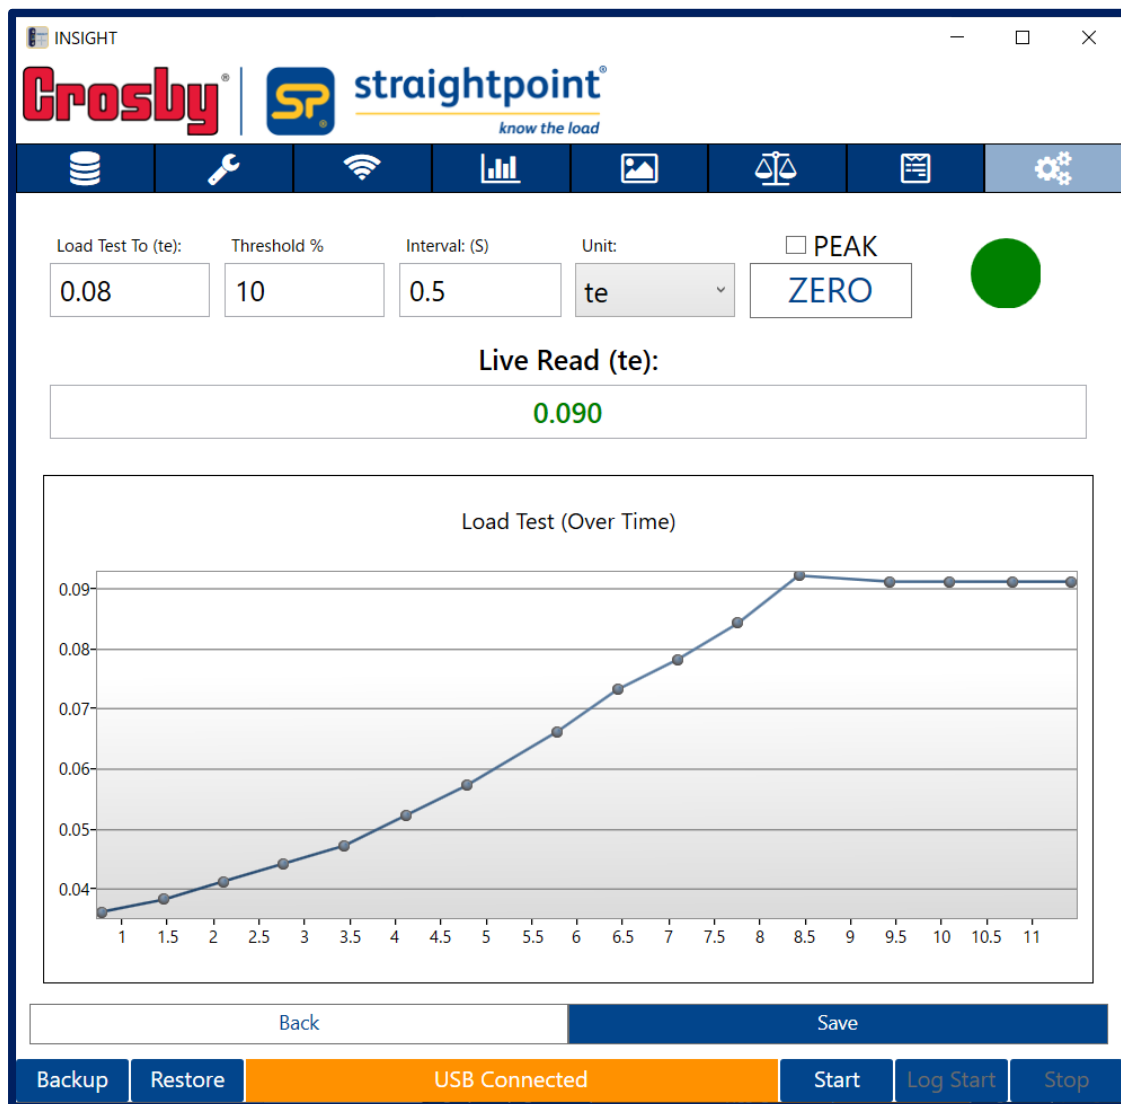 INSIGHT
Crosby® SP® straightpoint®
know the load
Load Test To (te): Threshold % Interval: (S) Unit: PEAK
0.08 10 0.5 te ZERO
Live Read (te):
0.090
Load Test (Over Time)
0.09
0.08
0.07
0.06
0.05
0.04
1 1.5 2 2.5 3 3.5 4 4.5 5 5.5 6 6.5 7 7.5 8 8.5 9 9.5 10 10.5 11
Back Save
Backup Restore USB Connected Start Log Start Stop